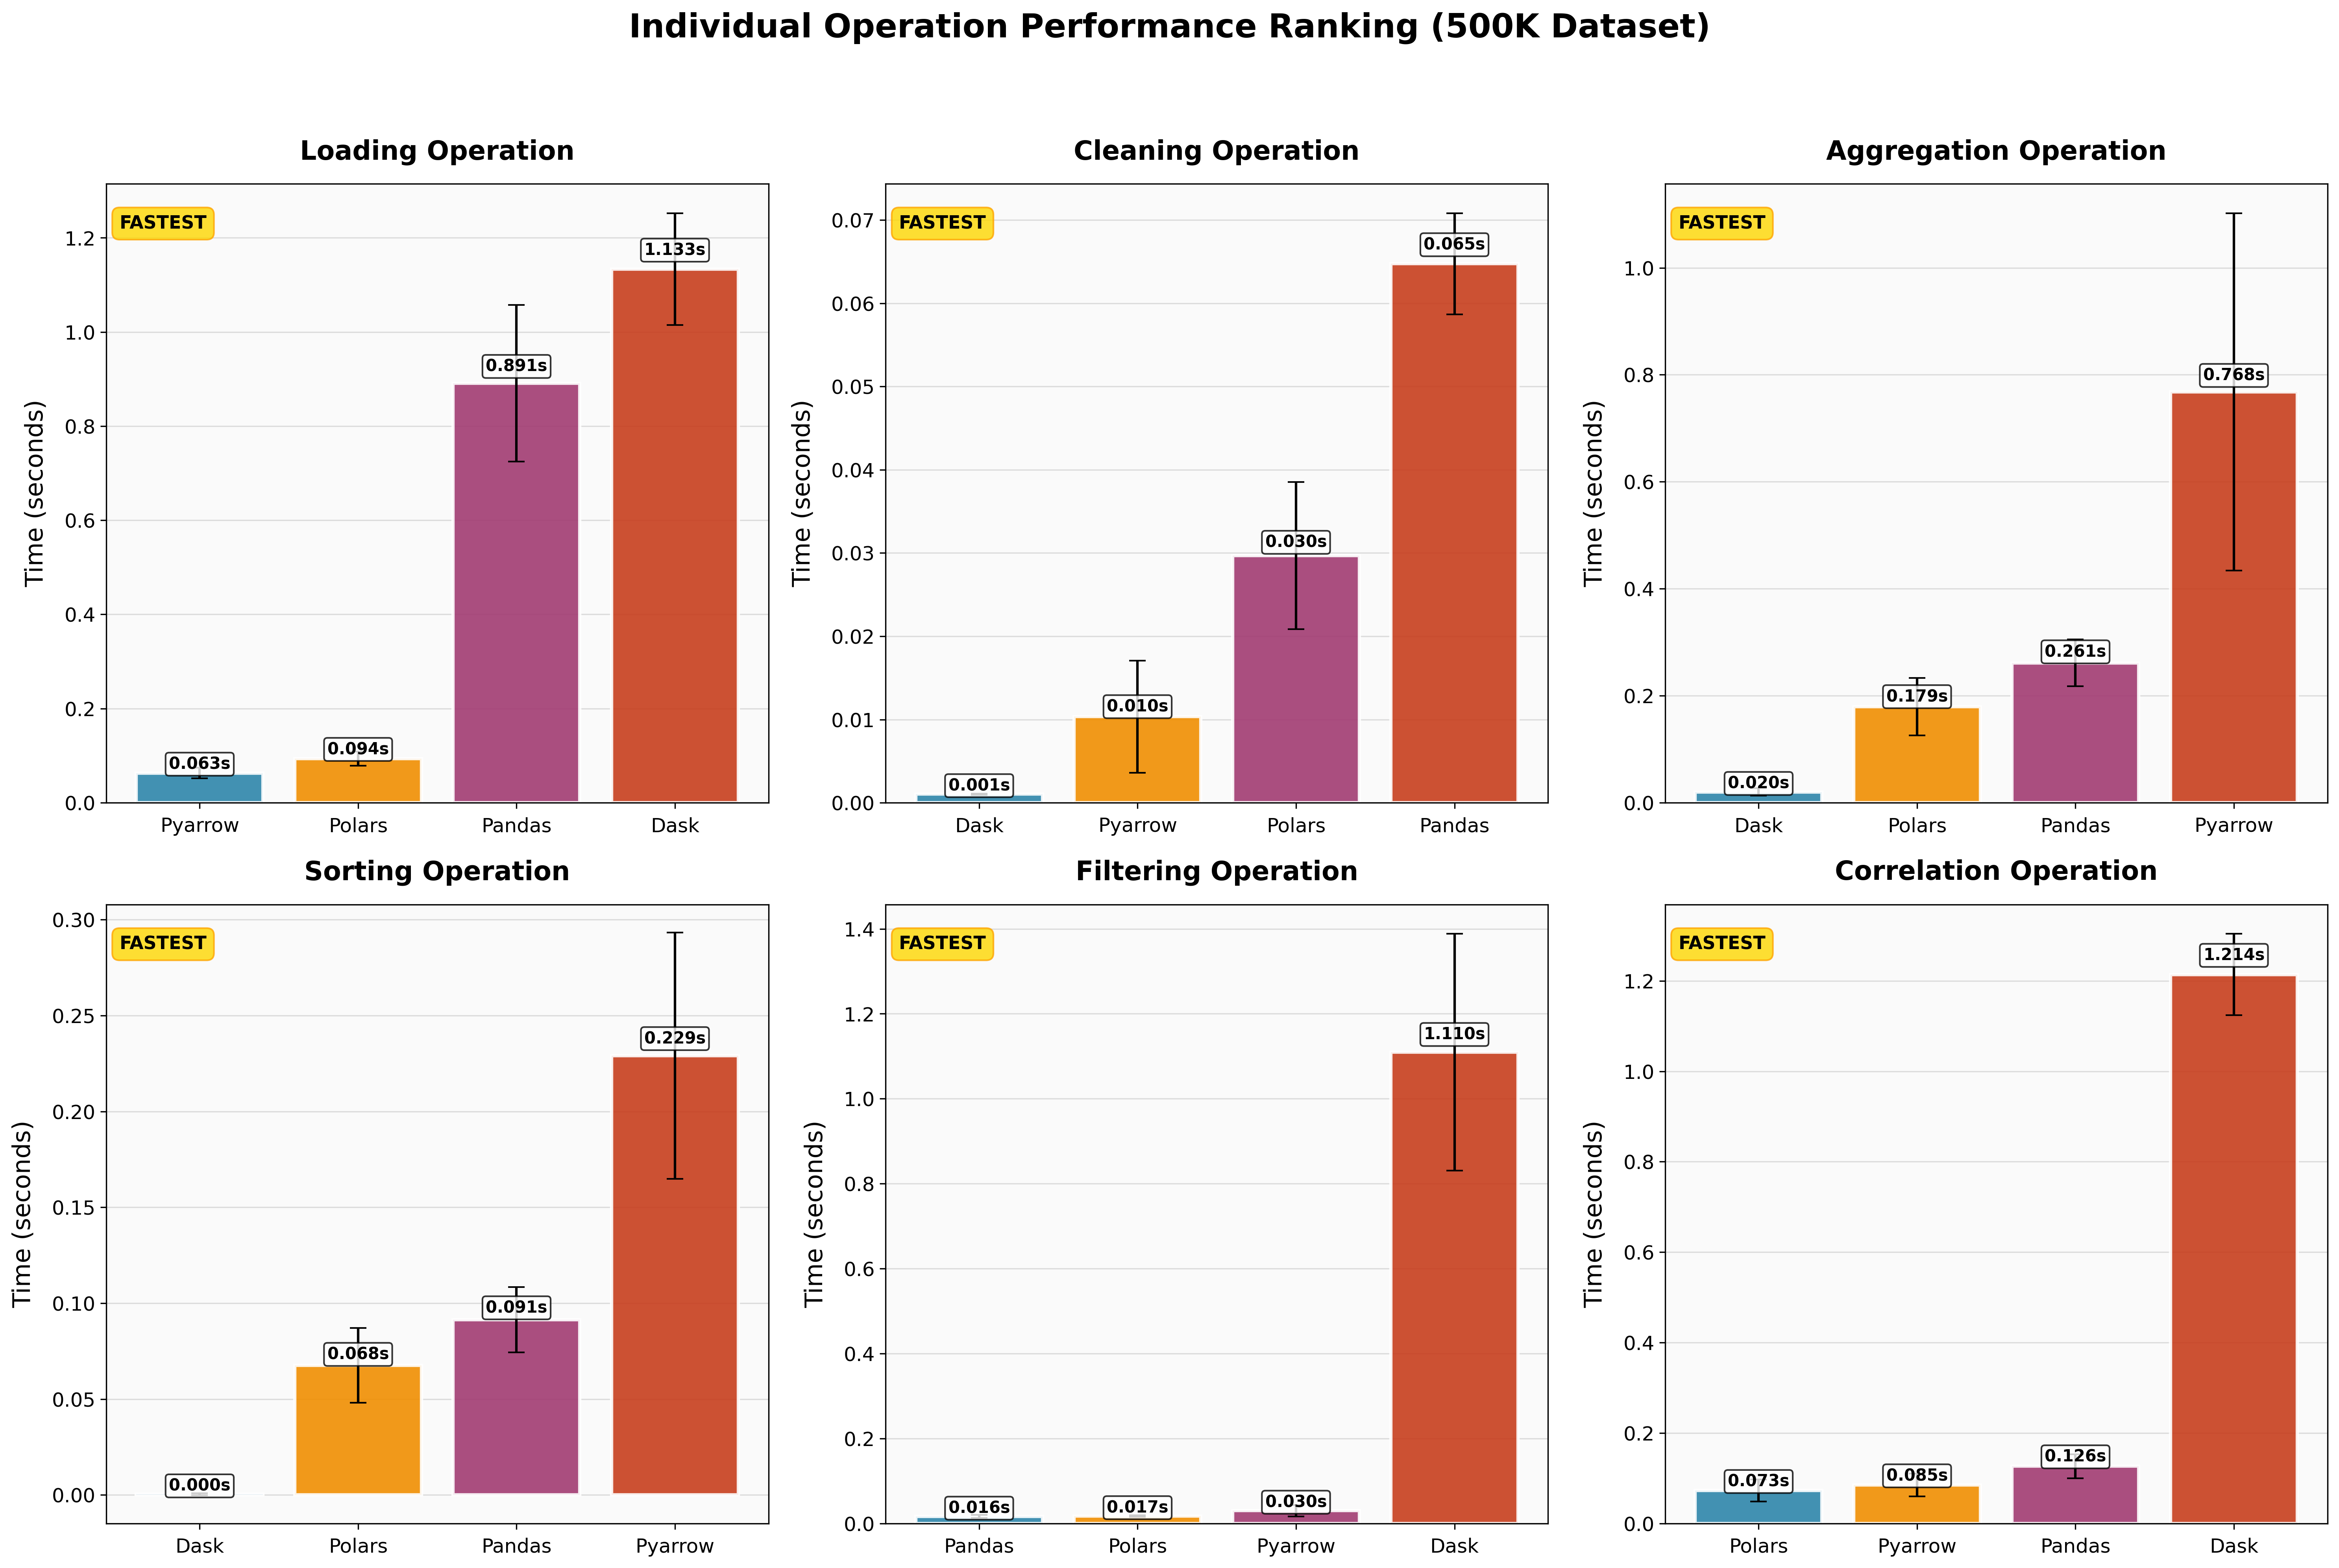 Individual Operation Performance Ranking (500K Dataset)
Loading Operation
FASTEST
Time (seconds)
1.2
1.0
0.8
0.6
0.4
0.2
0.0
0.063s
0.094s
0.891s
1.133s
Pyarrow Polars Pandas Dask
Cleaning Operation
FASTEST
Time (seconds)
0.07
0.06
0.05
0.04
0.03
0.02
0.01
0.00
0.001s
0.010s
0.030s
0.065s
Dask Pyarrow Polars Pandas
Aggregation Operation
FASTEST
Time (seconds)
1.0
0.8
0.6
0.4
0.2
0.0
0.020s
0.179s
0.261s
0.768s
Dask Polars Pandas Pyarrow
Sorting Operation
FASTEST
Time (seconds)
0.30
0.25
0.20
0.15
0.10
0.05
0.00
0.000s
0.068s
0.091s
0.229s
Dask Polars Pandas Pyarrow
Filtering Operation
FASTEST
Time (seconds)
1.4
1.2
1.0
0.8
0.6
0.4
0.2
0.0
0.016s
0.017s
0.030s
1.110s
Pandas Polars Pyarrow Dask
Correlation Operation
FASTEST
Time (seconds)
1.2
1.0
0.8
0.6
0.4
0.2
0.0
0.073s
0.085s
0.126s
1.214s
Polars Pyarrow Pandas Dask